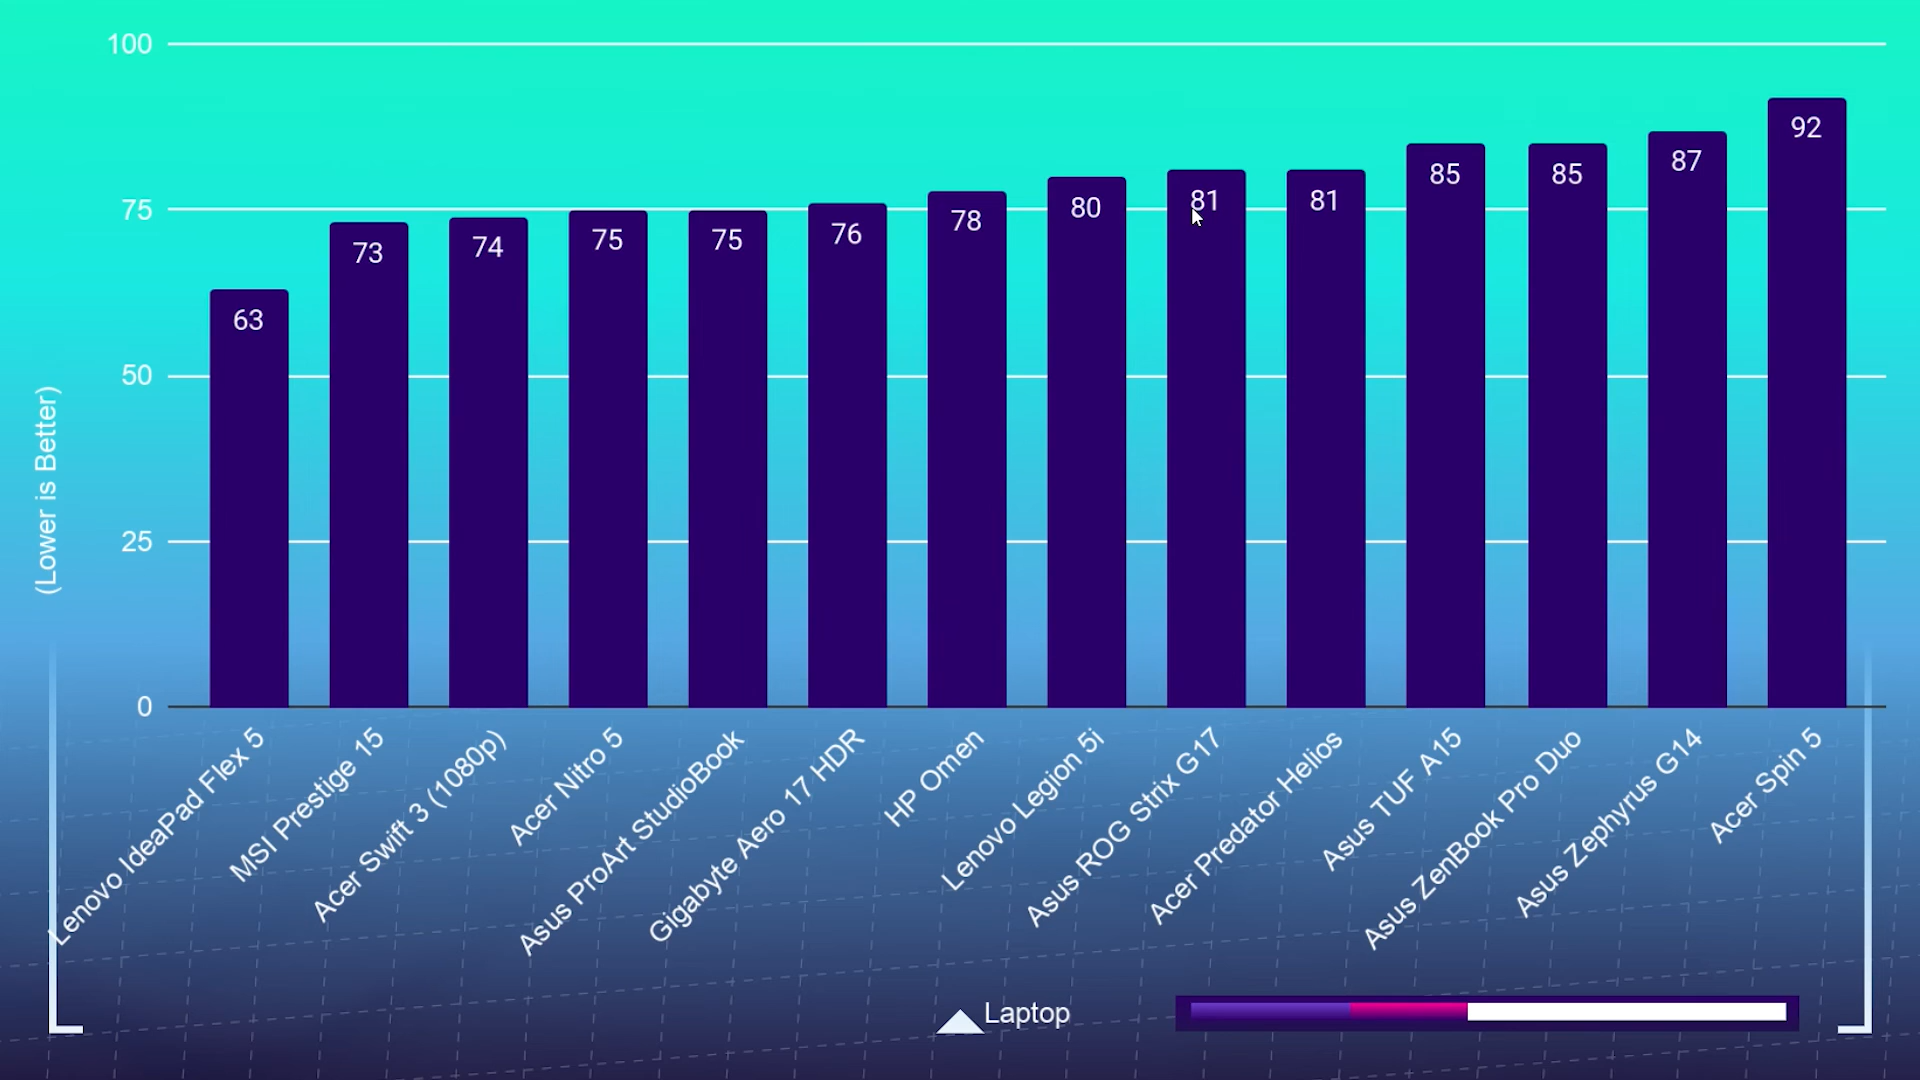 100
75
50
25
0
(Lower is Better)
63
73
74
75
75
76
78
80
81
81
85
85
87
92
Lenovo IdeaPad Flex 5
MSI Prestige 15
Acer Swift 3 (1080p)
Acer Nitro 5
Asus ProArt StudioBook
Gigabyte Aero 17 HDR
HP Omen
Lenovo Legion 5i
Asus ROG Strix G17
Acer Predator Helios
Asus TUF A15
Asus ZenBook Pro Duo
Asus Zephyrus G14
Acer Spin 5
Laptop